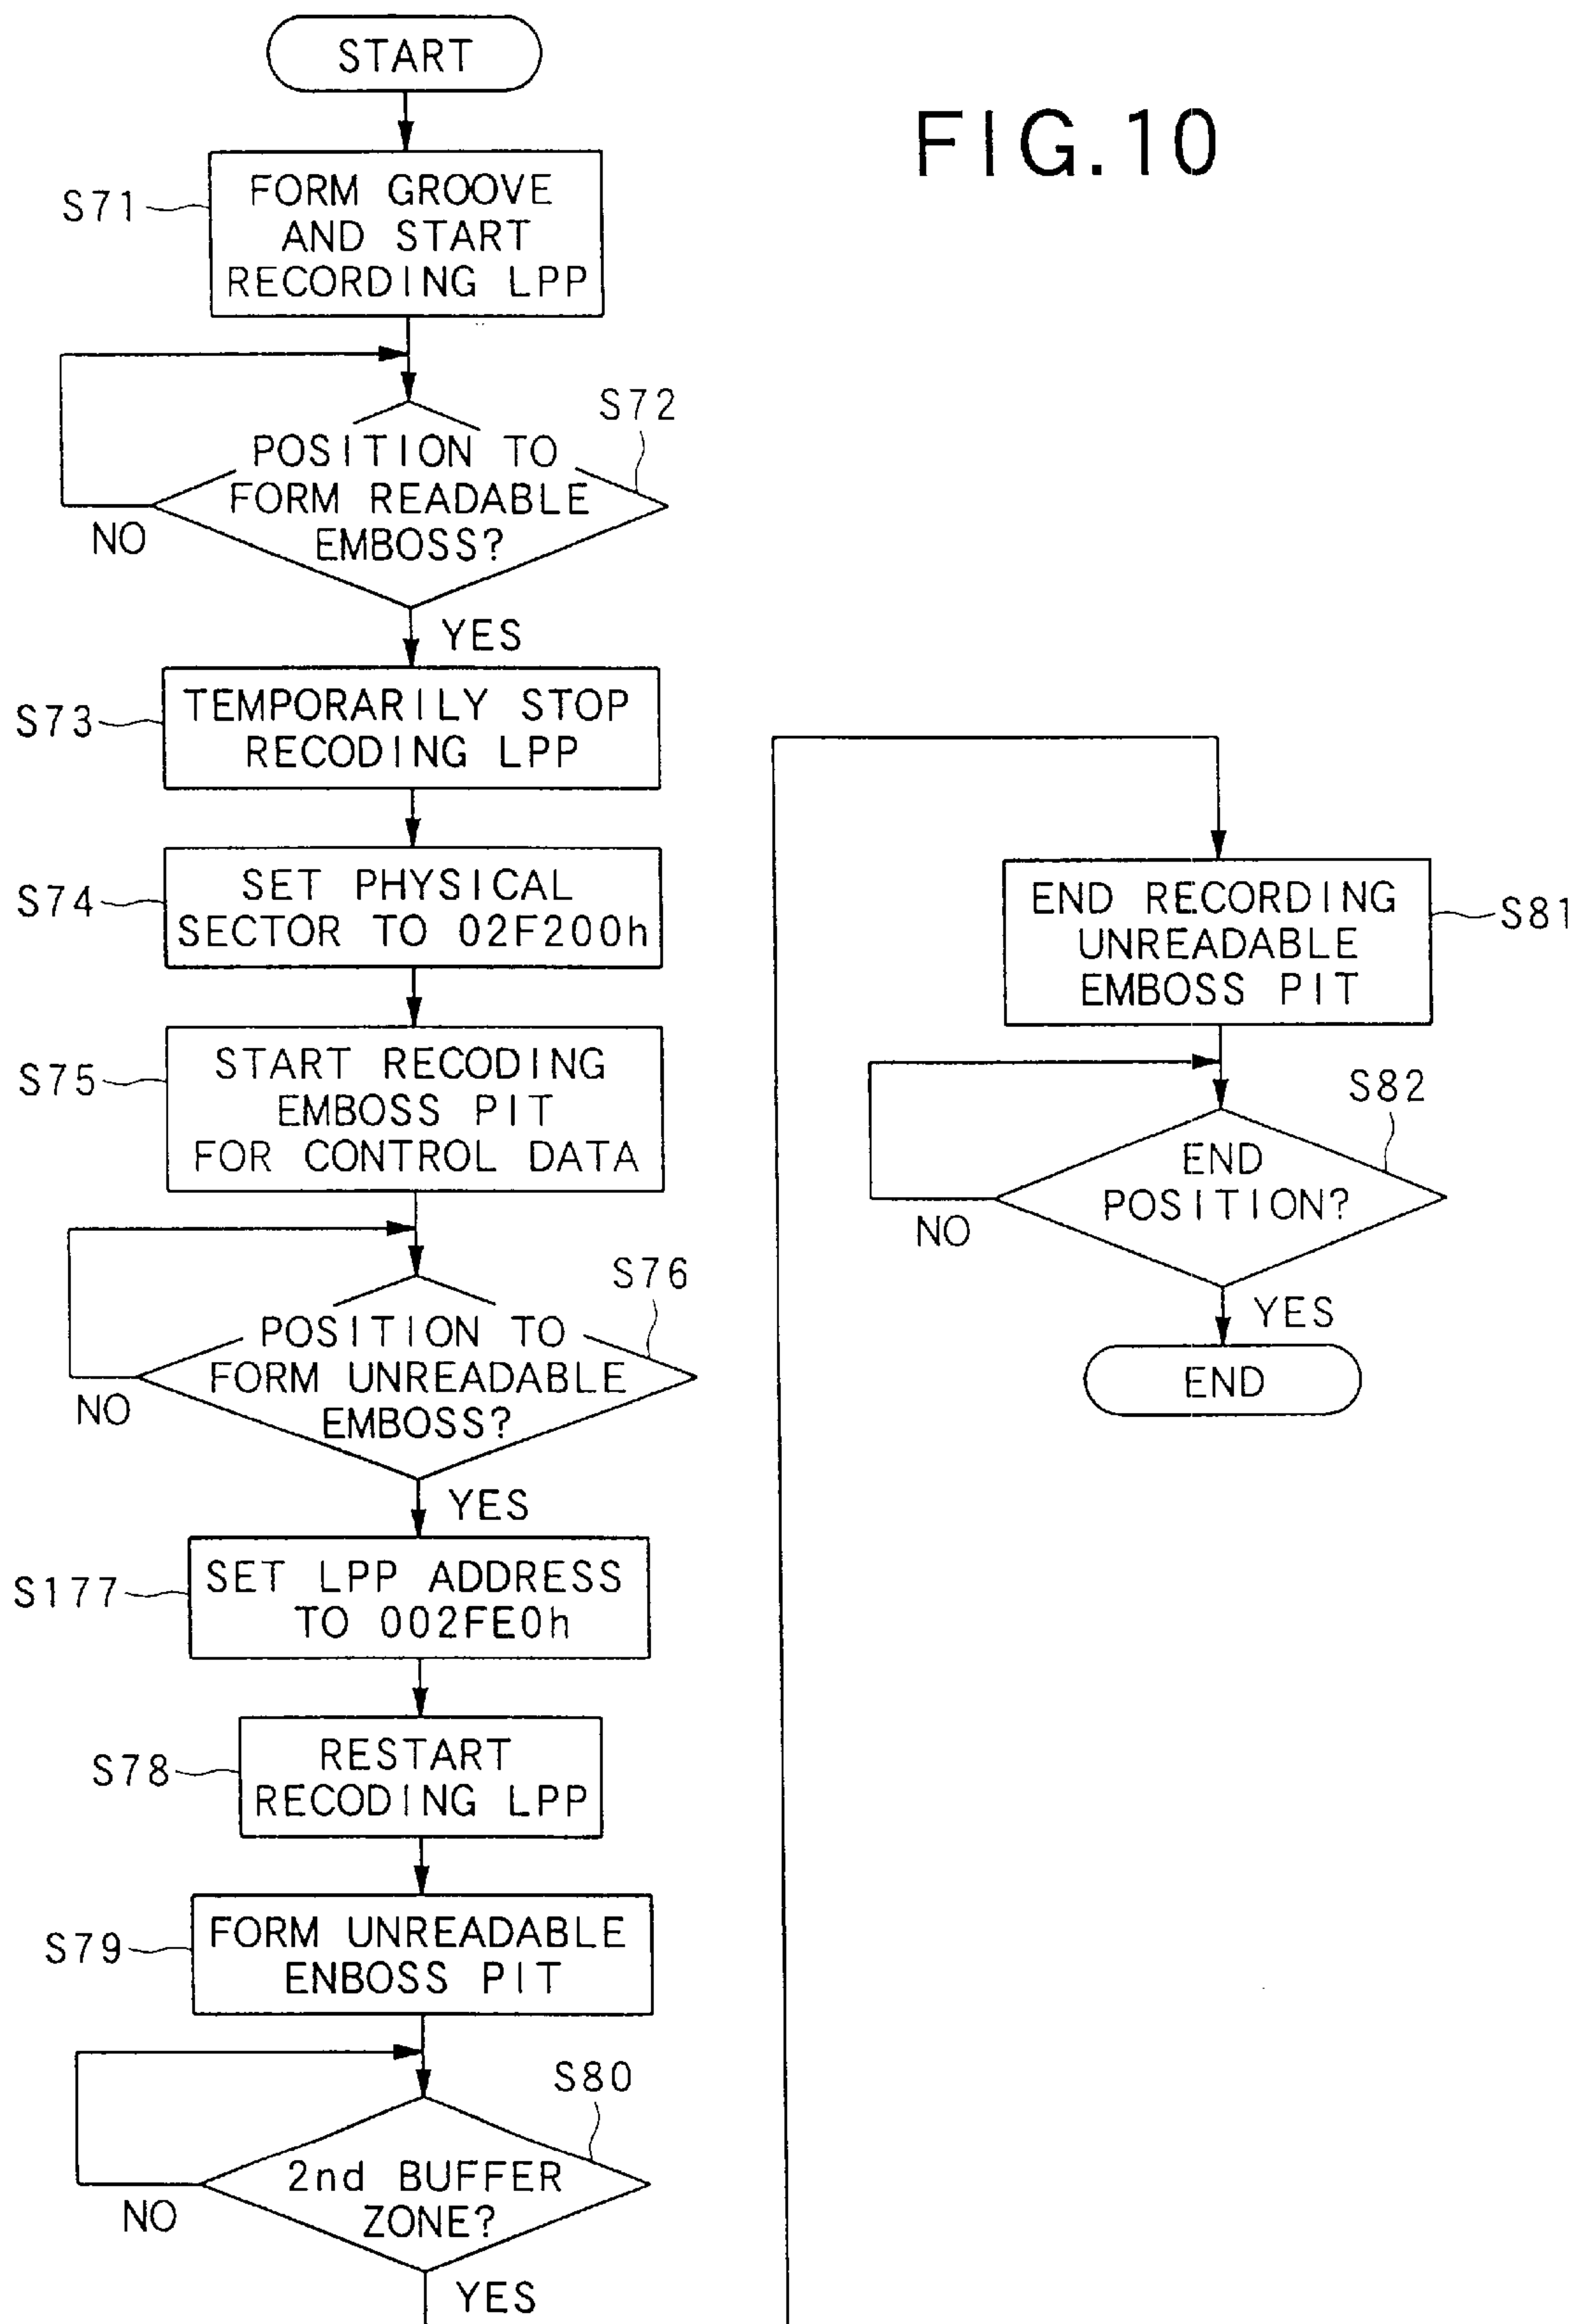 START
FIG.10
S71
FORM GROOVE
AND START
RECORDING LPP
S72
POSITION TO
FORM READABLE
EMBOSS?
NO
YES
S73
TEMPORARILY STOP
RECODING LPP
S74
SET PHYSICAL
SECTOR TO 02F200h
S75
START RECODING
EMBOSS PIT
FOR CONTROL DATA
S76
POSITION TO
FORM UNREADABLE
EMBOSS?
NO
YES
S177
SET LPP ADDRESS
TO 002FE0h
S78
RESTART
RECODING LPP
S79
FORM UNREADABLE
ENBOSS PIT
S80
2nd BUFFER
ZONE?
NO
YES
END RECORDING
UNREADABLE
EMBOSS PIT
S81
S82
END
POSITION?
NO
YES
END